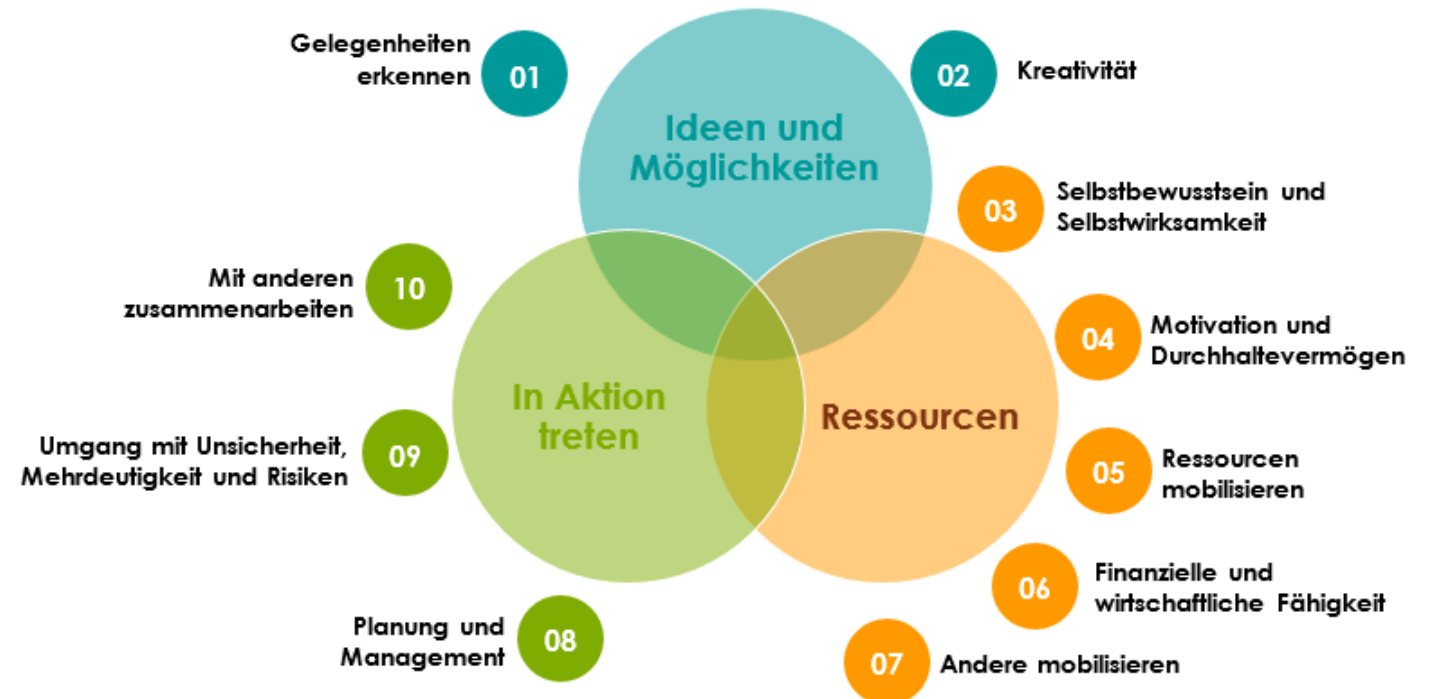 Gelegenheiten
erkennen
01
02
Kreativität
Ideen und
Möglichkeiten
03
Selbstbewusstsein und
Selbstwirksamkeit
Mit anderen
zusammenarbeiten
10
04
Motivation und
Durchhaltevermögen
In Aktion
treten
Ressourcen
Umgang mit Unsicherheit,
Mehrdeutigkeit und Risiken
09
05
Ressourcen
mobilisieren
06
Finanzielle und
wirtschaftliche Fähigkeit
Planung und
Management
08
07
Andere mobilisieren